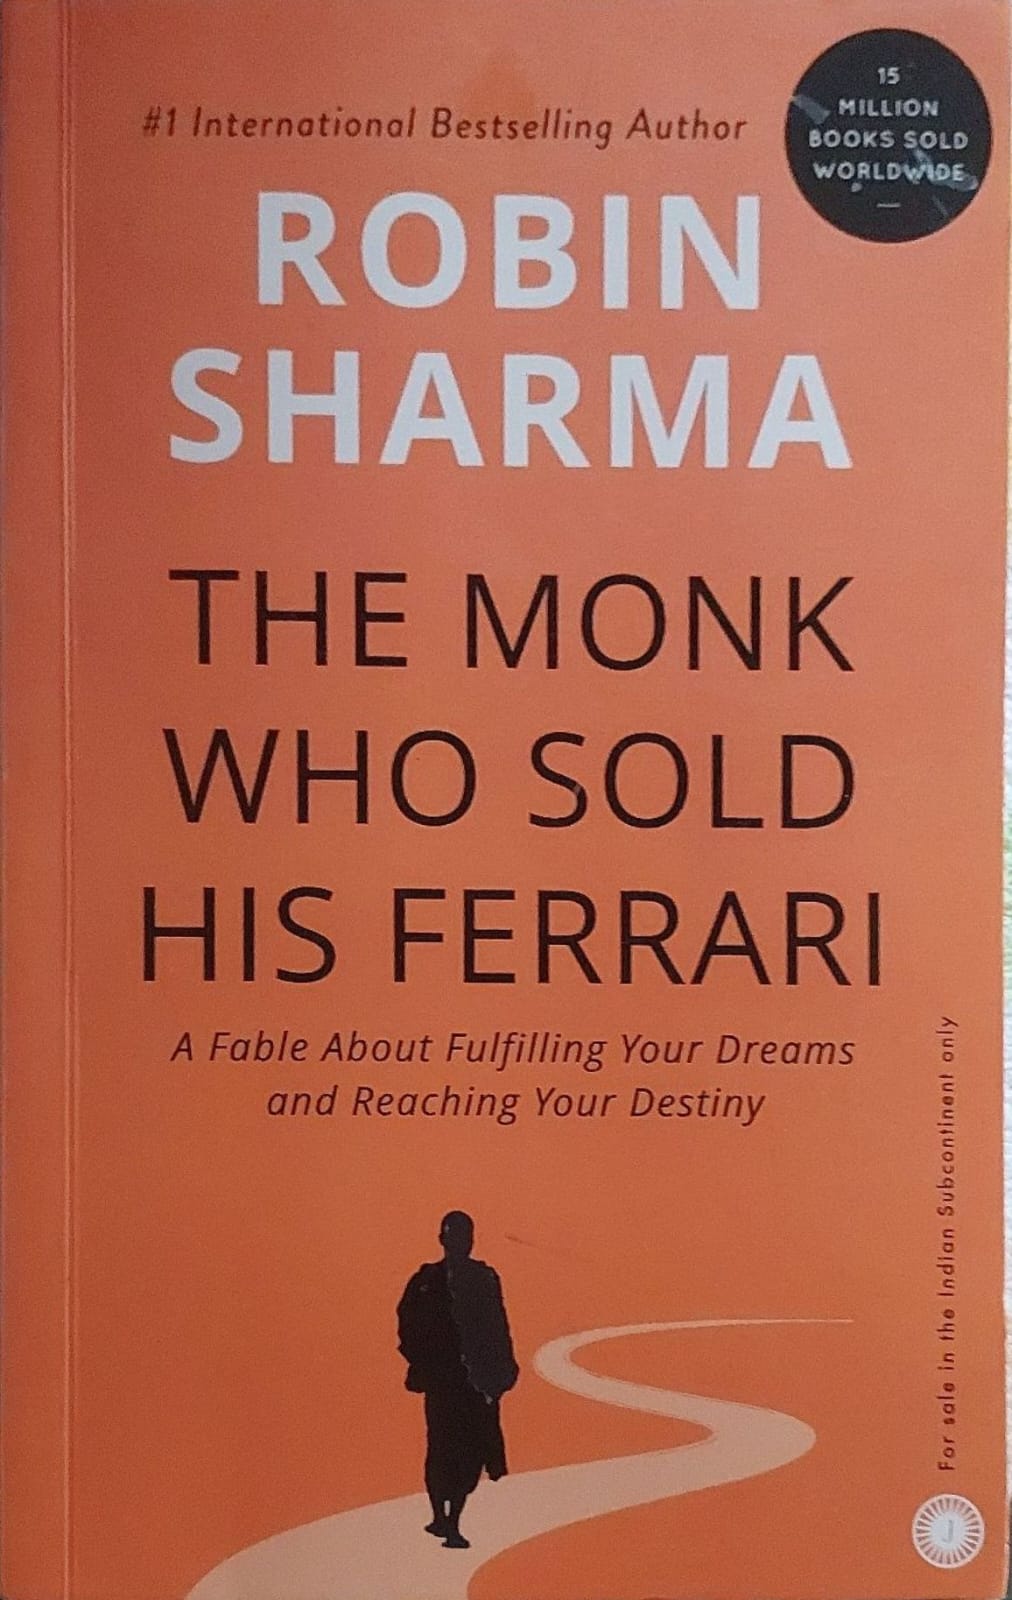 #1 International Bestselling Author
15
MILLION
BOOKS SOLD
WORLDWIDE
ROBIN
SHARMA
THE MONK
WHO SOLD
HIS FERRARI
A Fable About Fulfilling Your Dreams
and Reaching Your Destiny
For sale in the Indian Subcontinent only
J